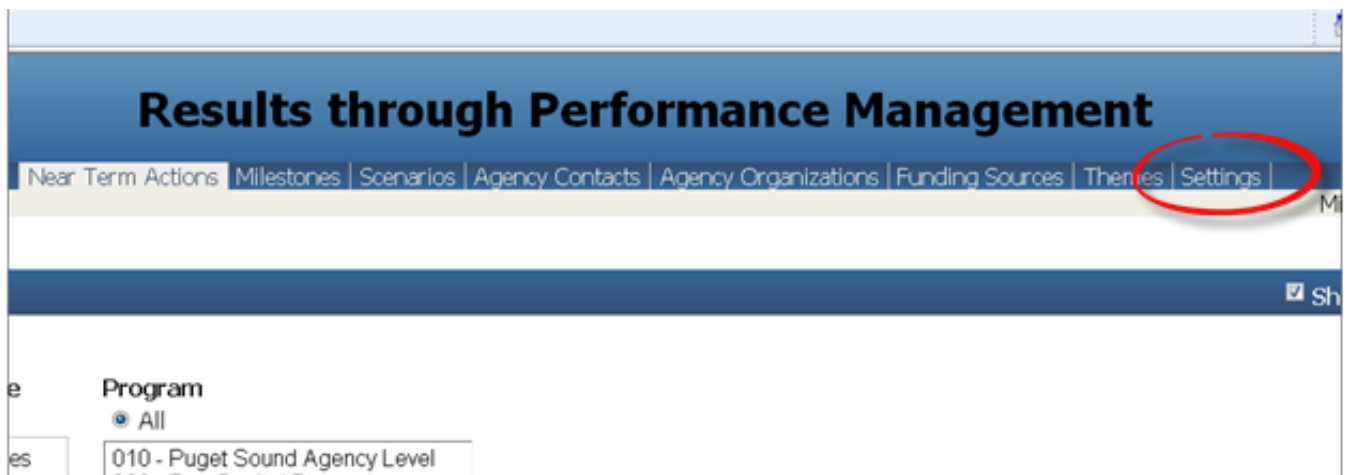 Results through Performance Management
Near Term Actions | Milestones | Scenarios | Agency Contacts | Agency Organizations | Funding Sources | Themes | Settings |
Program
All
010 - Puget Sound Agency Level